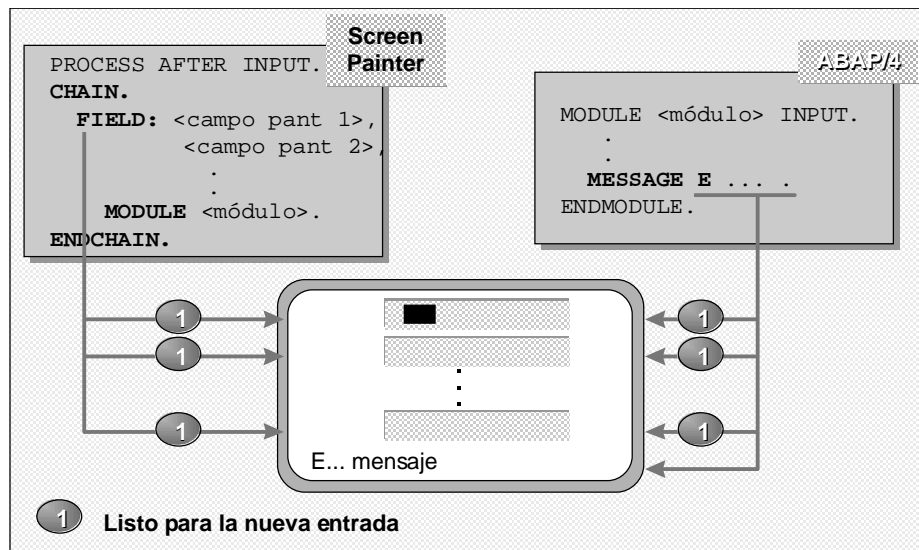 Screen
Painter
PROCESS AFTER INPUT.
CHAIN.
FIELD: <campo pant 1>,
<campo pant 2>,
.
.
MODULE <módulo>.
ENDCHAIN.
ABAP/4
MODULE <módulo> INPUT.
.
.
MESSAGE E ... .
ENDMODULE.
1
1
1
1
1
1
.
.
.
E... mensaje
1 Listo para la nueva entrada